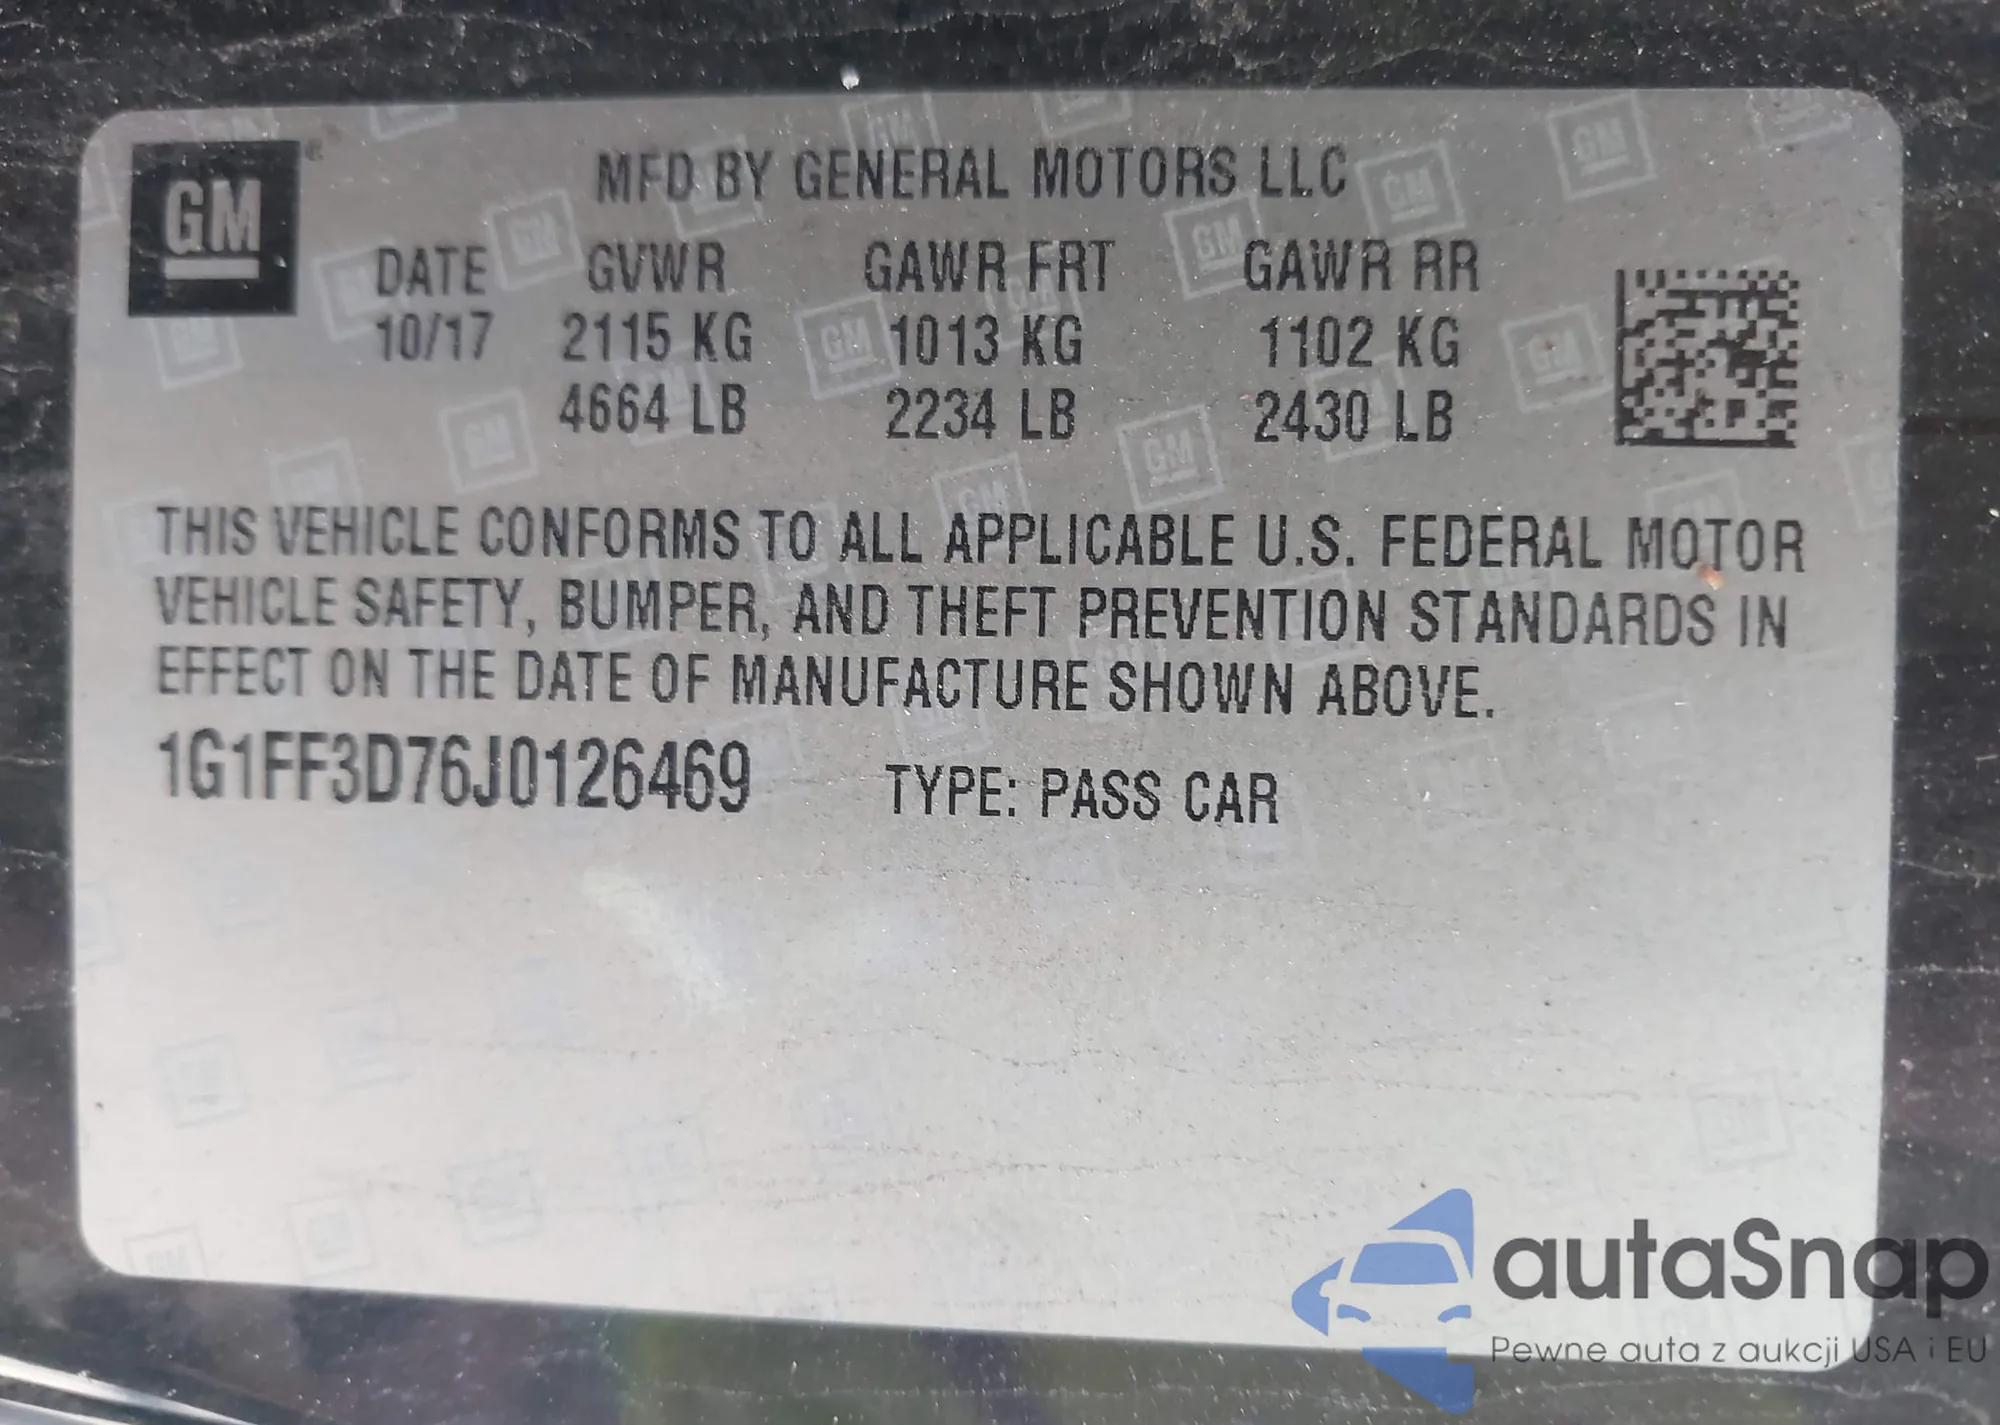 GM
MFD BY GENERAL MOTORS LLC
DATE GVWR GAWR FRT GAWR RR
10/17 2115 KG 1013 KG 1102 KG
4664 LB 2234 LB 2430 LB
THIS VEHICLE CONFORMS TO ALL APPLICABLE U.S. FEDERAL MOTOR
VEHICLE SAFETY, BUMPER, AND THEFT PREVENTION STANDARDS IN
EFFECT ON THE DATE OF MANUFACTURE SHOWN ABOVE.
1G1FF3D76J0126469 TYPE: PASS CAR
autaSnap
Pewne auta z aukcji USA i EU